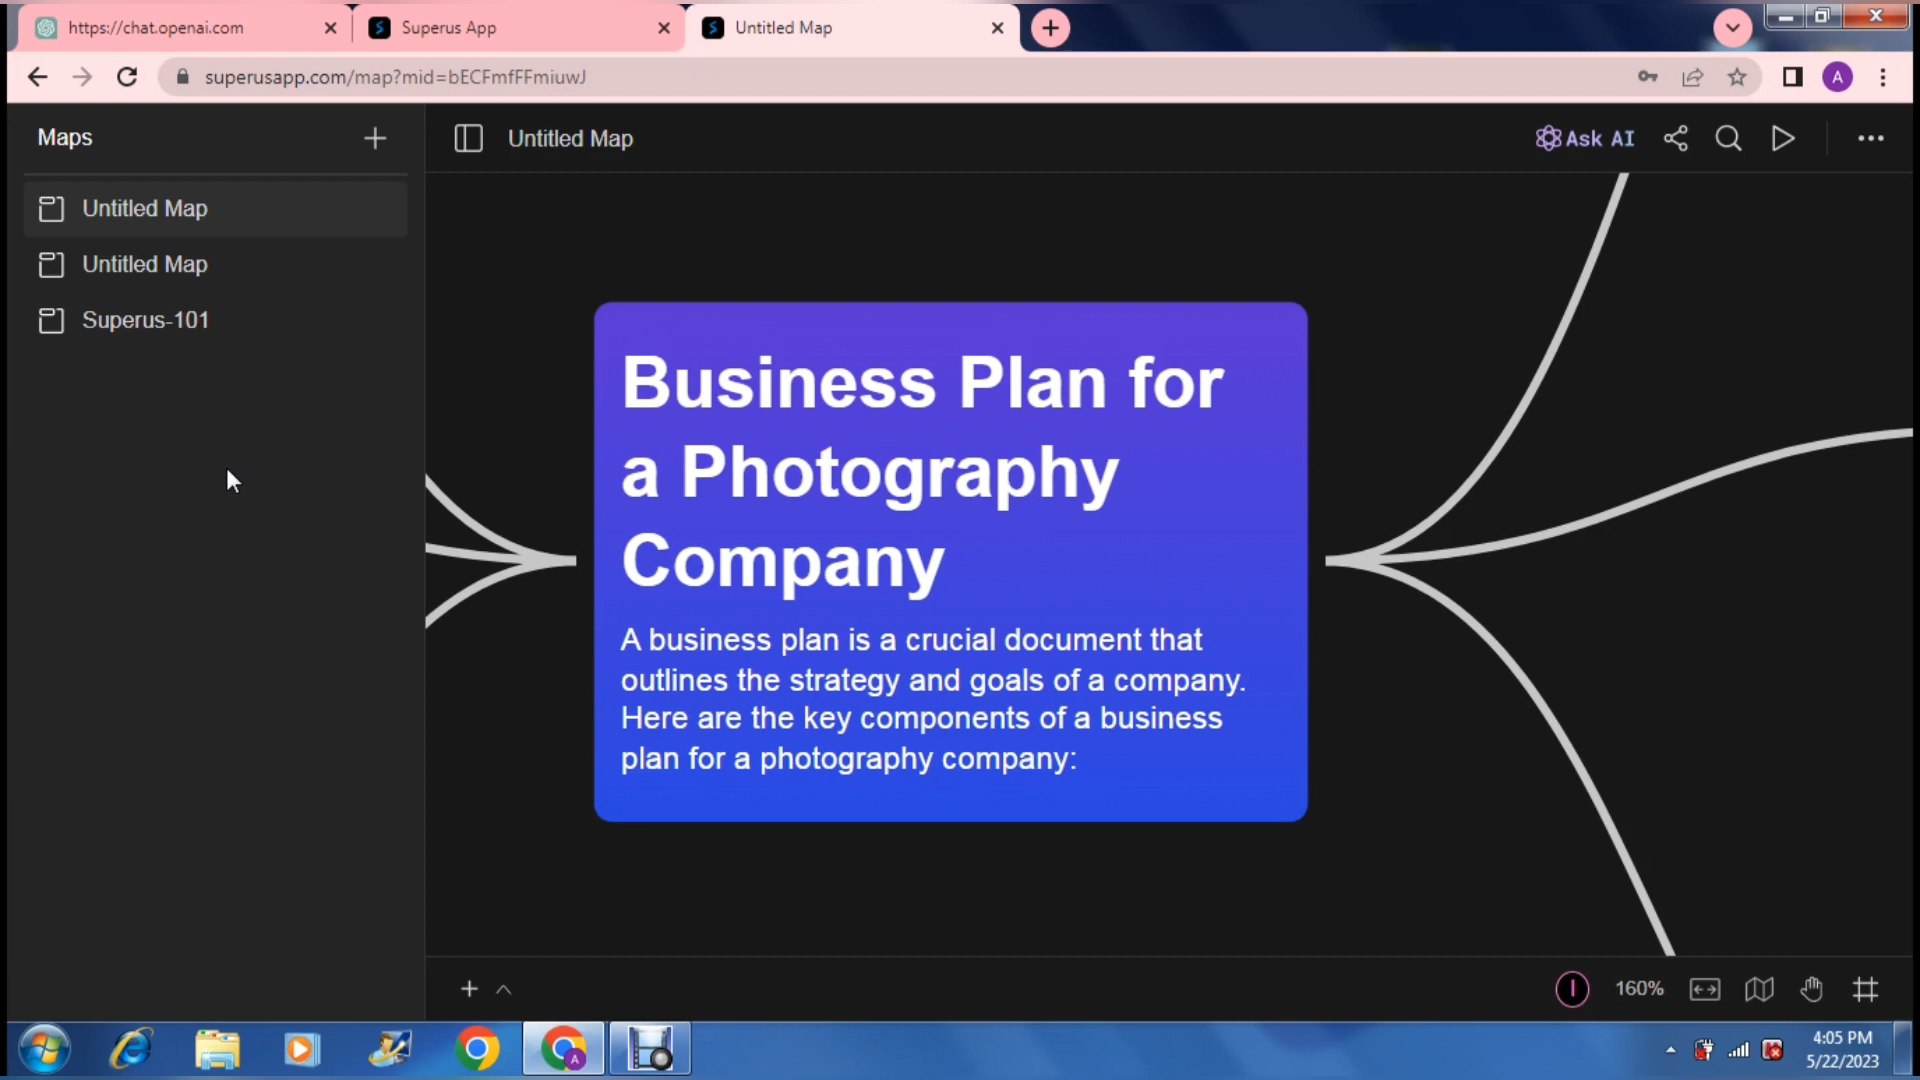 https://chat.openai.com
Superus App
Untitled Map
superusapp.com/map?mid=bECFmfFFmiuwJ
A
Maps
Untitled Map
Ask AI
Untitled Map
Untitled Map
Superus-101
Business Plan for
a Photography
Company
A business plan is a crucial document that
outlines the strategy and goals of a company.
Here are the key components of a business
plan for a photography company:
I
160%
A
4:05 PM
5/22/2023